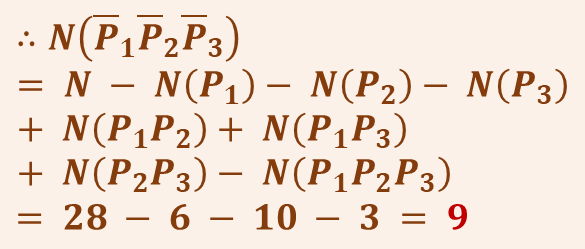 ∴ N(P̅₁P̅₂P̅₃)
= N − N(P₁) − N(P₂) − N(P₃)
+ N(P₁P₂) + N(P₁P₃)
+ N(P₂P₃) − N(P₁P₂P₃)
= 28 − 6 − 10 − 3 = 9